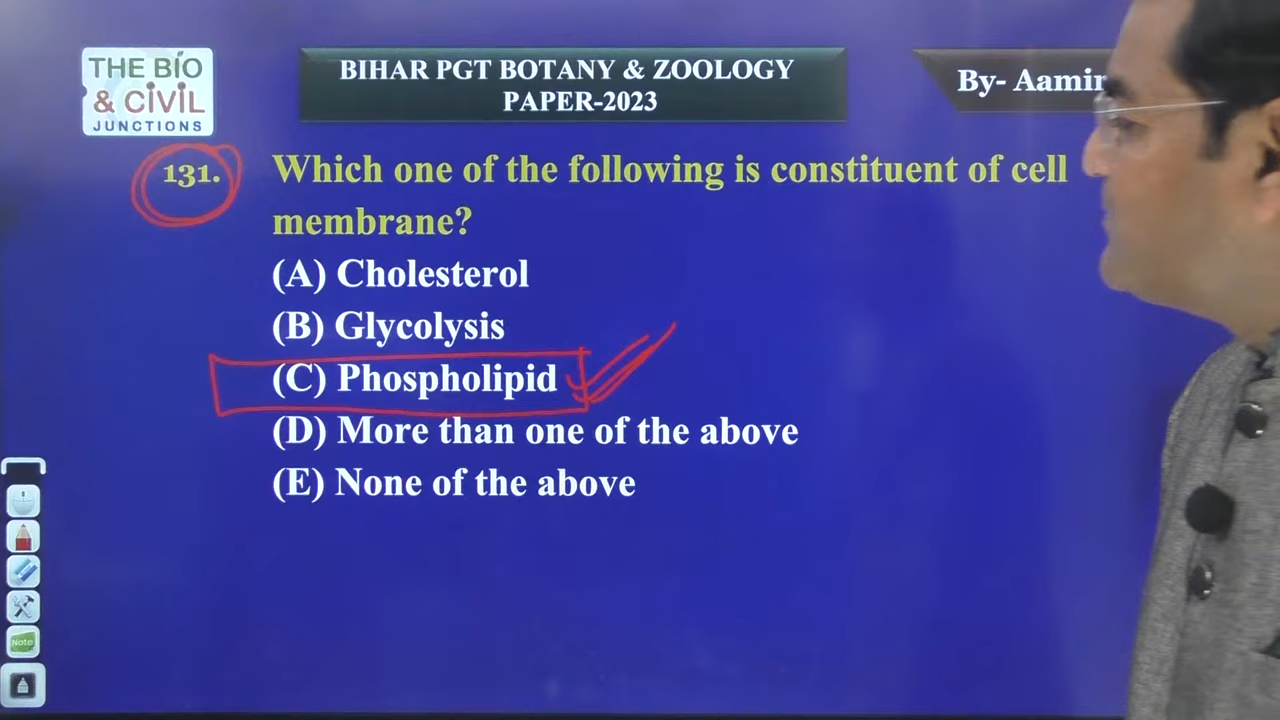 THE BIO
& CIVIL
JUNCTIONS
BIHAR PGT BOTANY & ZOOLOGY
PAPER-2023
By- Aamir
131. Which one of the following is constituent of cell
membrane?
(A) Cholesterol
(B) Glycolysis
(C) Phospholipid
(D) More than one of the above
(E) None of the above
Note